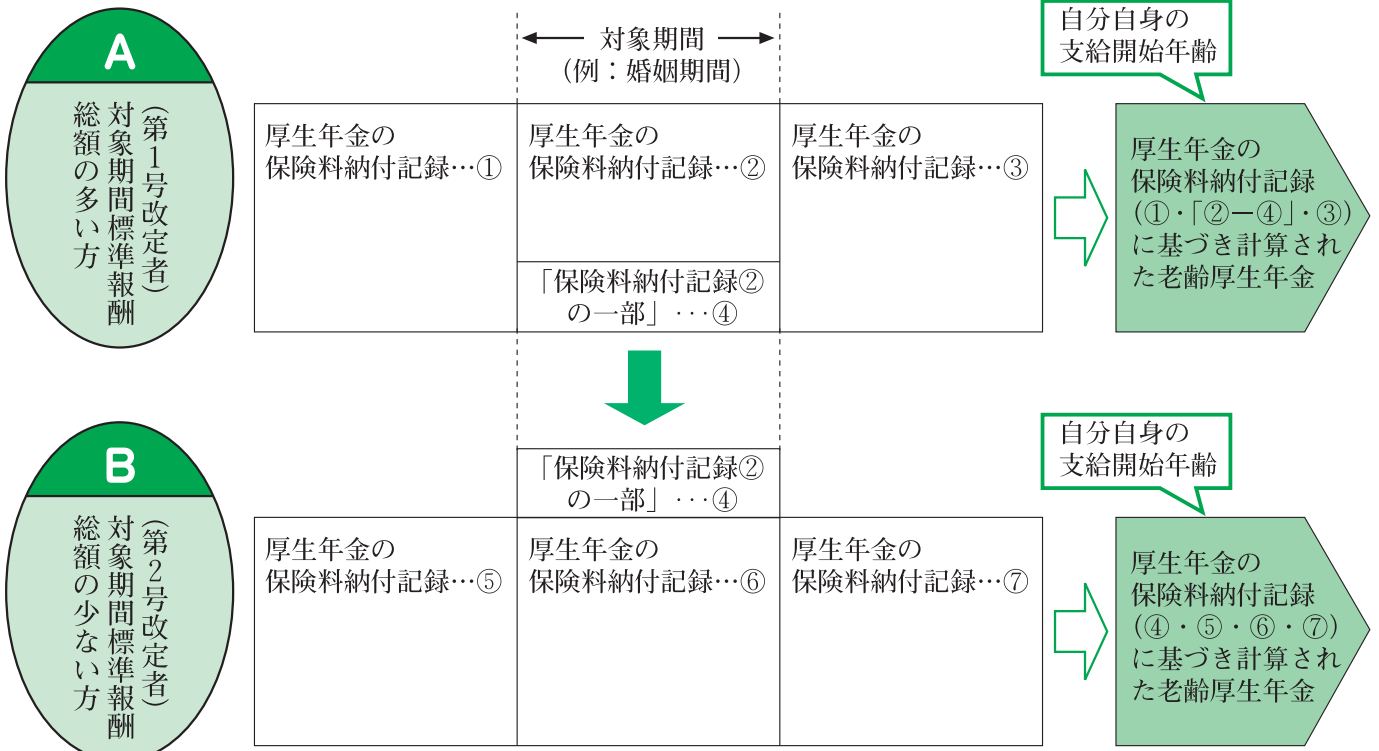 A
（第1号改定者）
対象期間標準報酬
総額の多い方
対象期間
（例：婚姻期間）
厚生年金の
保険料納付記録…①
厚生年金の
保険料納付記録…②
「保険料納付記録②
の一部」…④
厚生年金の
保険料納付記録…③
自分自身の
支給開始年齢
厚生年金の
保険料納付記録
（①・「②－④」・③）
に基づき計算され
た老齢厚生年金
B
（第2号改定者）
対象期間標準報酬
総額の少ない方
「保険料納付記録②
の一部」…④
厚生年金の
保険料納付記録…⑤
厚生年金の
保険料納付記録…⑥
厚生年金の
保険料納付記録…⑦
自分自身の
支給開始年齢
厚生年金の
保険料納付記録
（④・⑤・⑥・⑦）
に基づき計算され
た老齢厚生年金